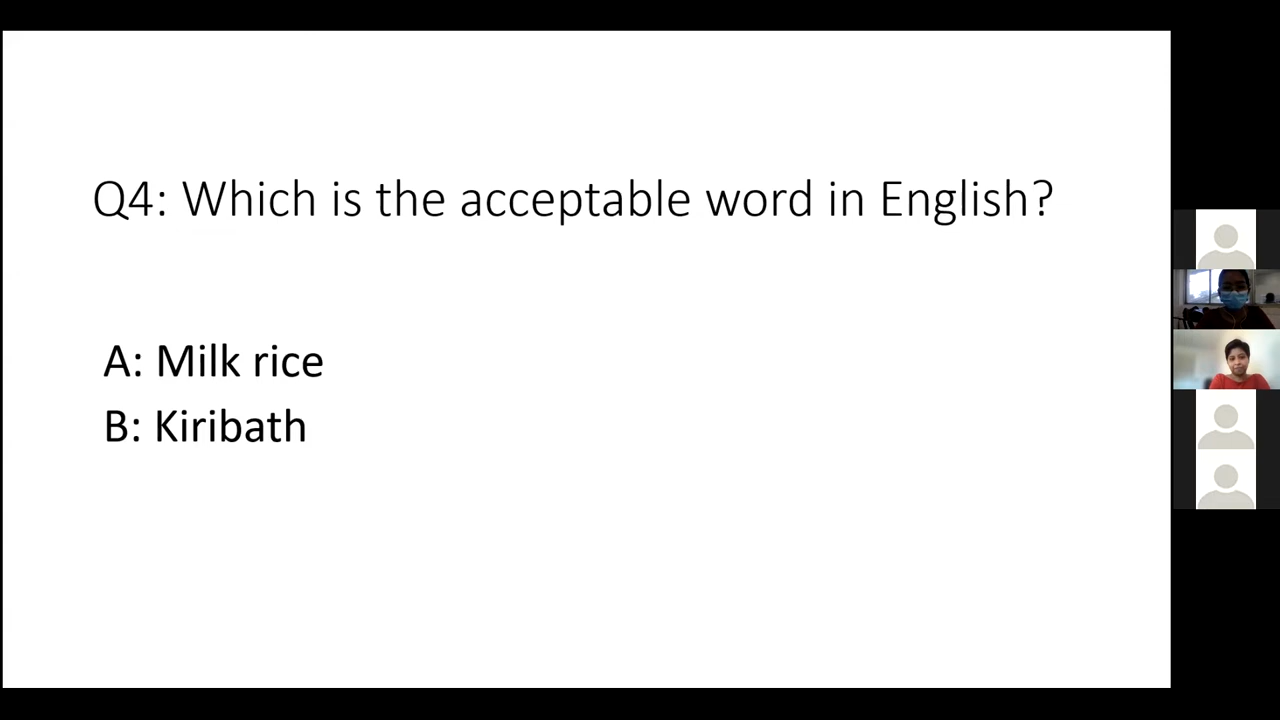 Q4: Which is the acceptable word in English?
A: Milk rice
B: Kiribath